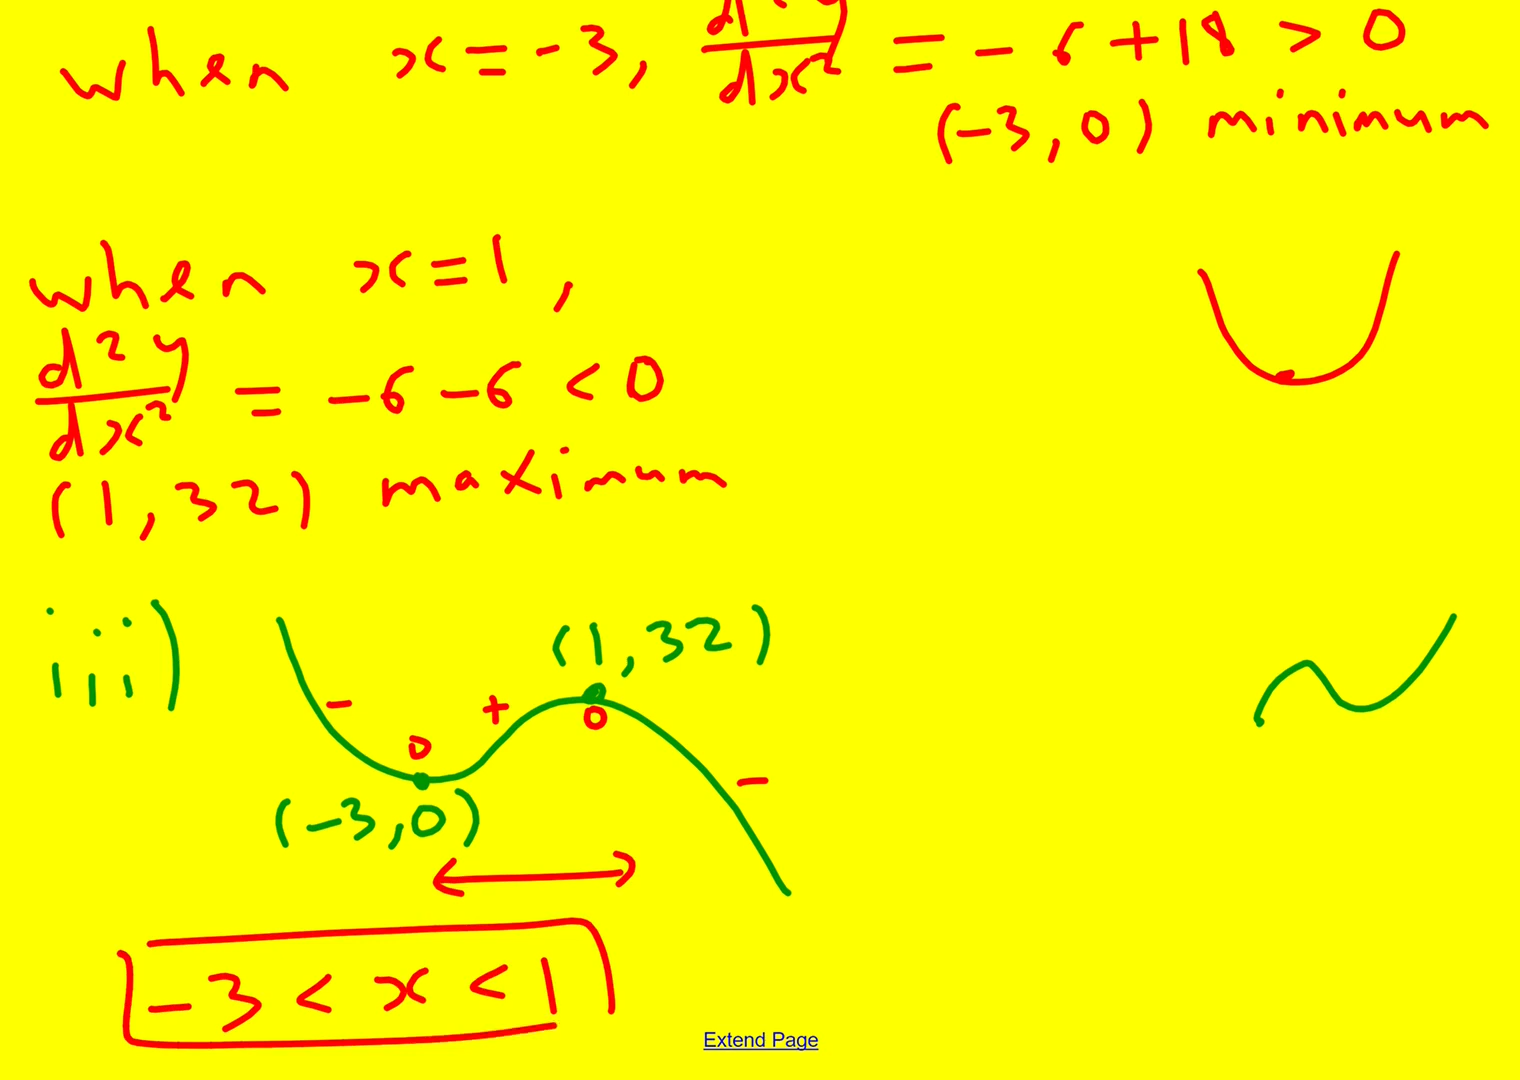 when x = -3, d²y/dx² = - 6 + 18 > 0
(-3, 0) minimum
when x = 1,
d²y/dx² = -6 - 6 < 0
(1, 32) maximum
iii)
(1, 32)
- + -
0 0
(-3, 0)
-3 < x < 1
Extend Page